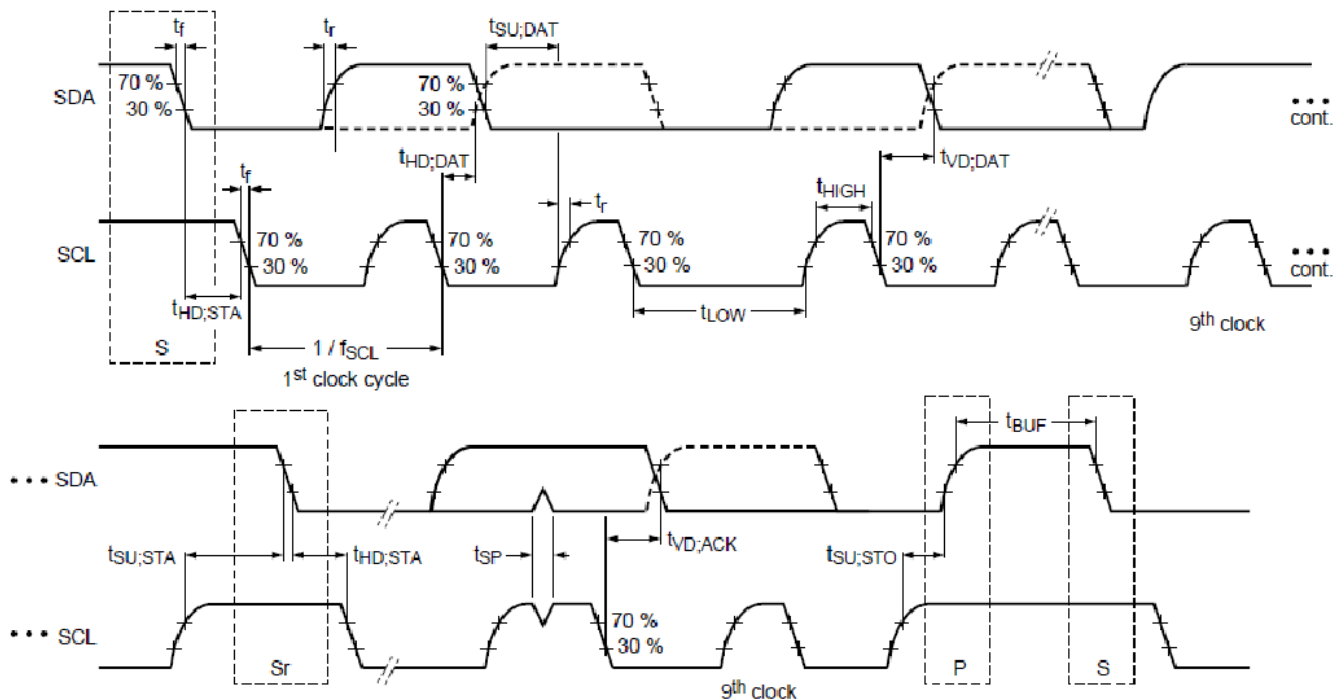 tf
tr
tSU;DAT
70 %
30 %
70 %
30 %
SDA
cont.
tHD;DAT
tVD;DAT
tf
tr
tHIGH
70 %
30 %
70 %
30 %
70 %
30 %
70 %
30 %
SCL
cont.
tHD;STA
tLOW
9th clock
S
1 / fSCL
1st clock cycle
tBUF
SDA
tSU;STA
tHD;STA
tSP
tVD;ACK
tSU;STO
70 %
30 %
SCL
Sr
P
S
9th clock